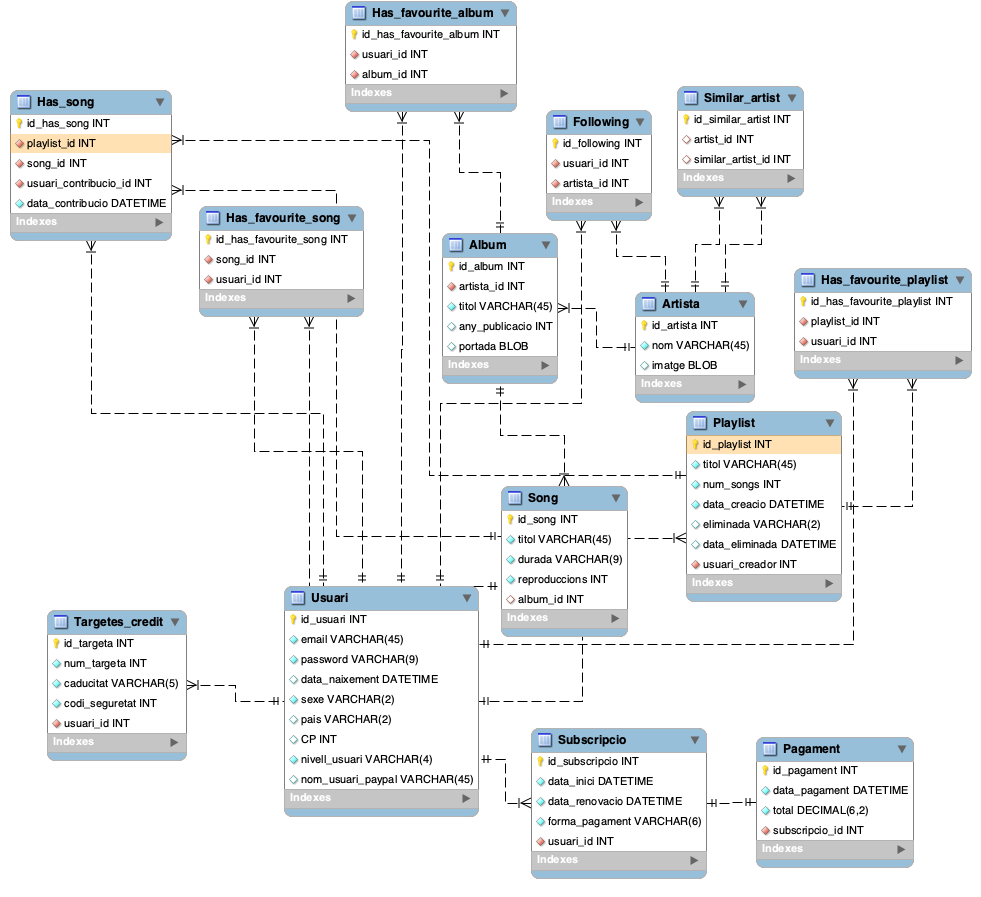 Has_favourite_album
id_has_favourite_album INT
usuari_id INT
album_id INT
Indexes
Has_song
id_has_song INT
playlist_id INT
song_id INT
usuari_contribucio_id INT
data_contribucio DATETIME
Indexes
Following
id_following INT
usuari_id INT
artista_id INT
Indexes
Similar_artist
id_similar_artist INT
artist_id INT
similar_artist_id INT
Indexes
Has_favourite_song
id_has_favourite_song INT
song_id INT
usuari_id INT
Indexes
Album
id_album INT
artista_id INT
titol VARCHAR(45)
any_publicacio INT
portada BLOB
Indexes
Artista
id_artista INT
nom VARCHAR(45)
imatge BLOB
Indexes
Has_favourite_playlist
id_has_favourite_playlist INT
playlist_id INT
usuari_id INT
Indexes
Playlist
id_playlist INT
titol VARCHAR(45)
num_songs INT
data_creacio DATETIME
eliminada VARCHAR(2)
data_eliminada DATETIME
usuari_creador INT
Indexes
Song
id_song INT
titol VARCHAR(45)
durada VARCHAR(9)
reproduccions INT
album_id INT
Indexes
Usuari
id_usuari INT
email VARCHAR(45)
password VARCHAR(9)
data_naixement DATETIME
sexe VARCHAR(2)
pais VARCHAR(2)
CP INT
nivell_usuari VARCHAR(4)
nom_usuari_paypal VARCHAR(45)
Indexes
Targetes_credit
id_targeta INT
num_targeta INT
caducitat VARCHAR(5)
codi_seguretat INT
usuari_id INT
Indexes
Subscripcio
id_subscripcio INT
data_inici DATETIME
data_renovacio DATETIME
forma_pagament VARCHAR(6)
usuari_id INT
Indexes
Pagament
id_pagament INT
data_pagament DATETIME
total DECIMAL(6,2)
subscripcio_id INT
Indexes